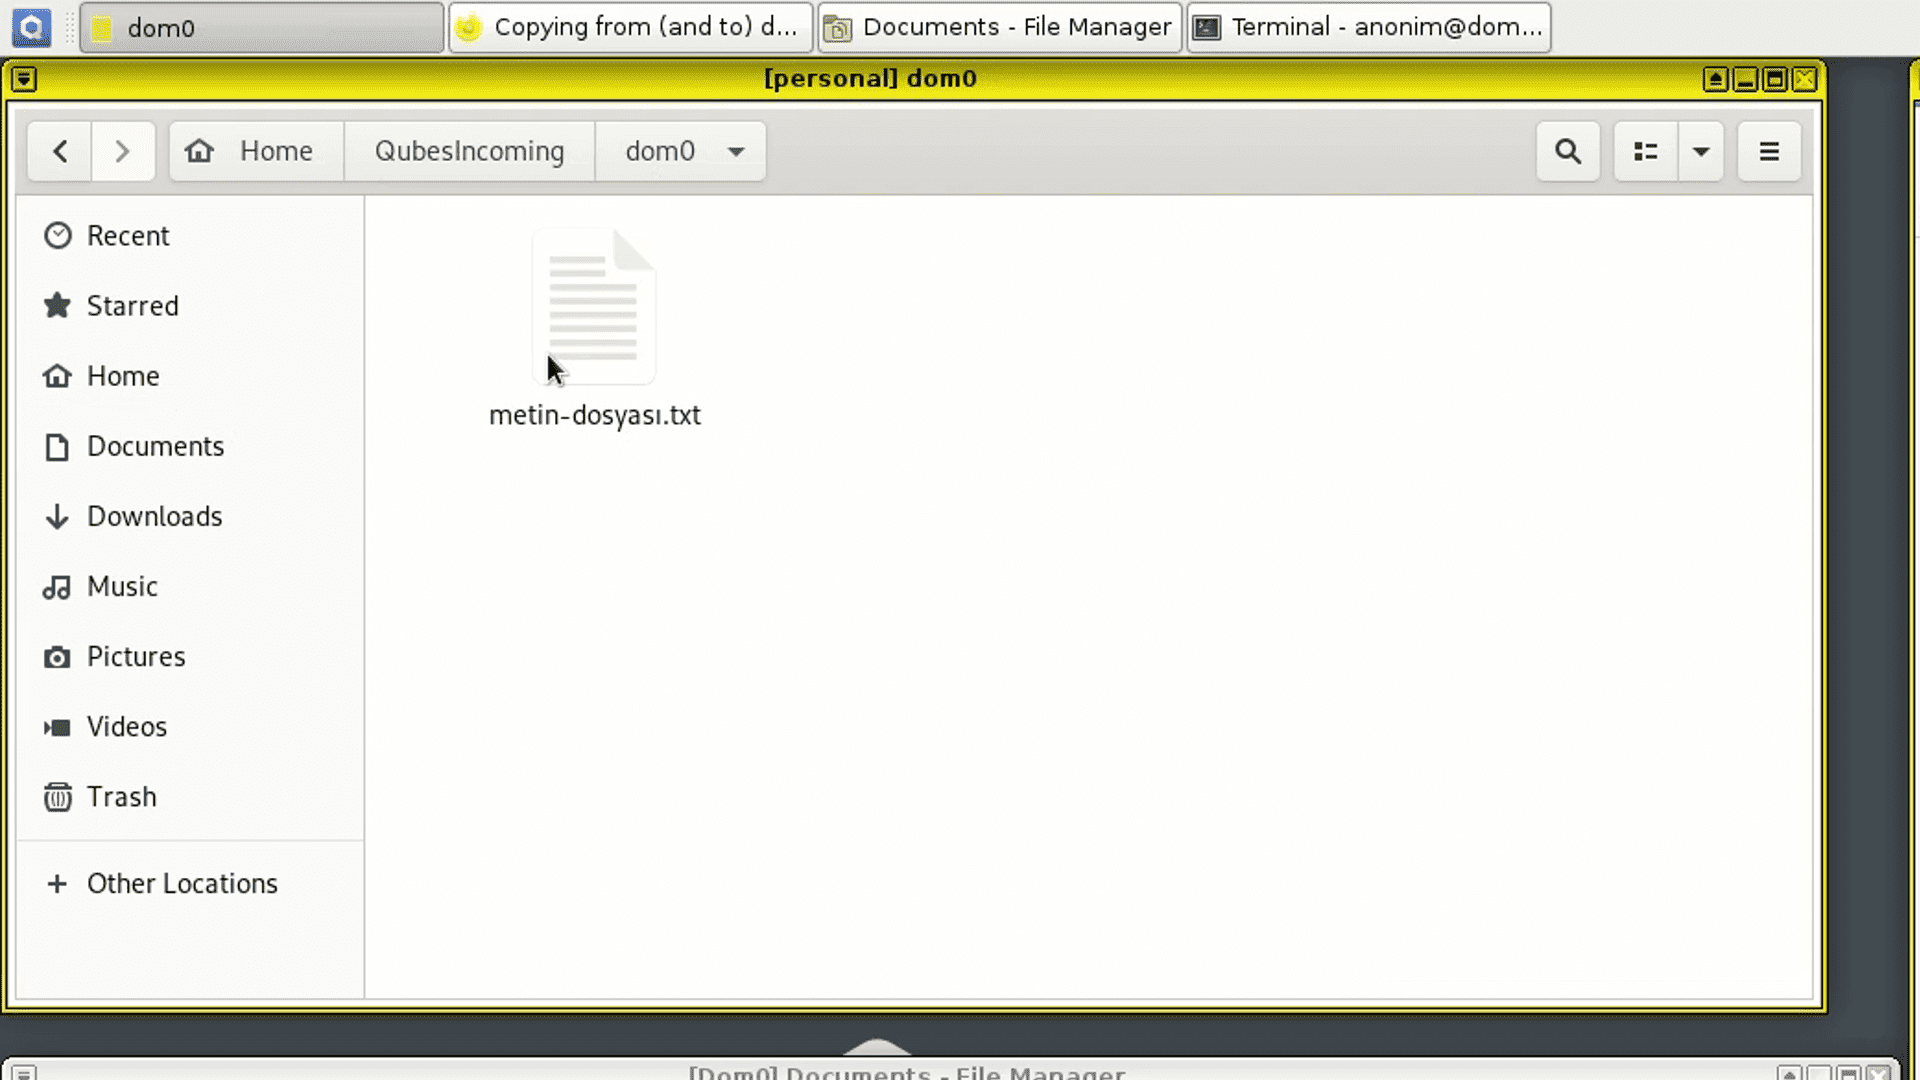 dom0
Copying from (and to) d...
Documents - File Manager
Terminal - anonim@dom...
[personal] dom0
Home
QubesIncoming
dom0
Recent
Starred
Home
Documents
Downloads
Music
Pictures
Videos
Trash
Other Locations
metin-dosyası.txt
[Dom0] Documents - File Manager